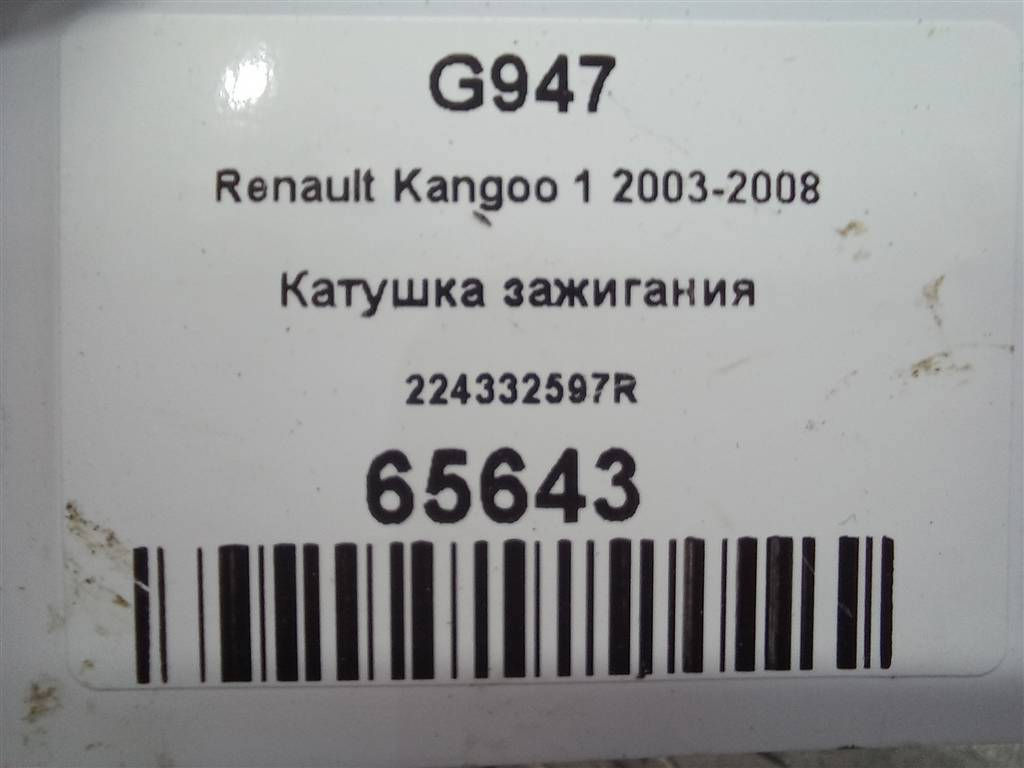 G947
Renault Kangoo 1 2003-2008
Катушка зажигания
224332597R
65643